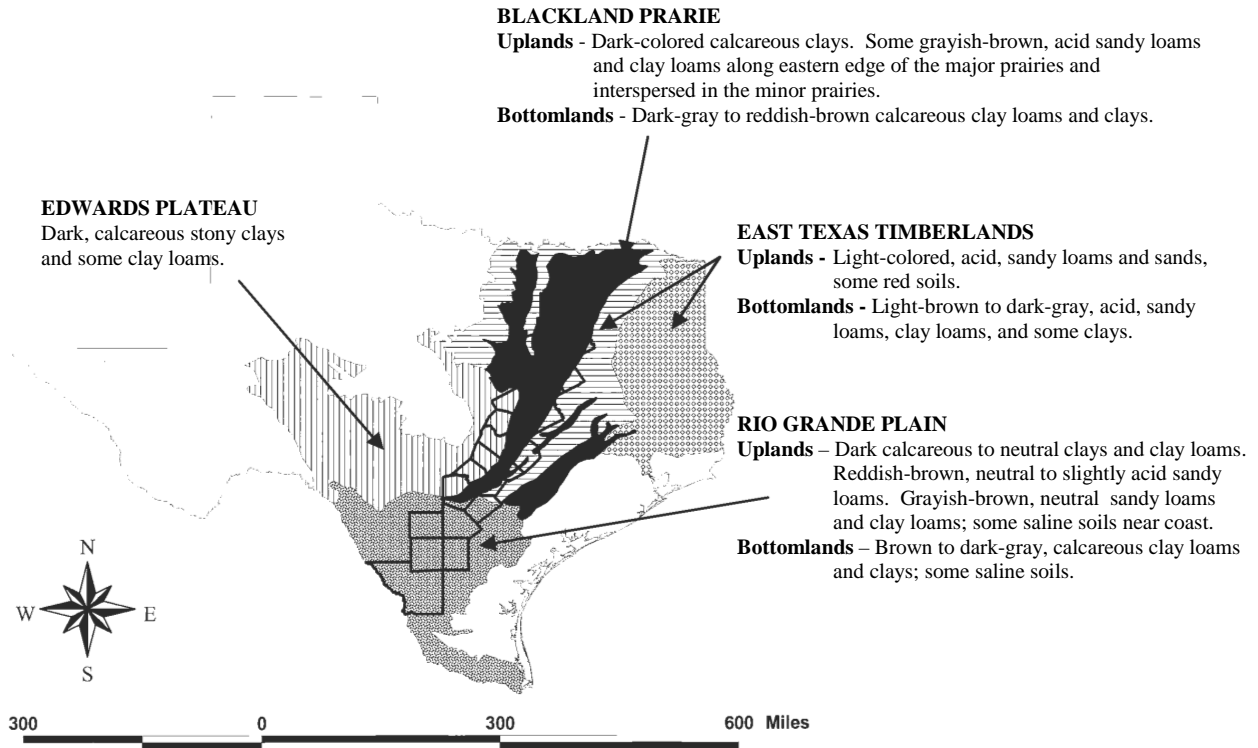 BLACKLAND PRARIE
Uplands - Dark-colored calcareous clays. Some grayish-brown, acid sandy loams
and clay loams along eastern edge of the major prairies and
interspersed in the minor prairies.
Bottomlands - Dark-gray to reddish-brown calcareous clay loams and clays.
EDWARDS PLATEAU
Dark, calcareous stony clays
and some clay loams.
EAST TEXAS TIMBERLANDS
Uplands - Light-colored, acid, sandy loams and sands,
some red soils.
Bottomlands - Light-brown to dark-gray, acid, sandy
loams, clay loams, and some clays.
RIO GRANDE PLAIN
Uplands – Dark calcareous to neutral clays and clay loams.
Reddish-brown, neutral to slightly acid sandy
loams. Grayish-brown, neutral sandy loams
and clay loams; some saline soils near coast.
Bottomlands – Brown to dark-gray, calcareous clay loams
and clays; some saline soils.
N
W E
S
300 0 300 600 Miles